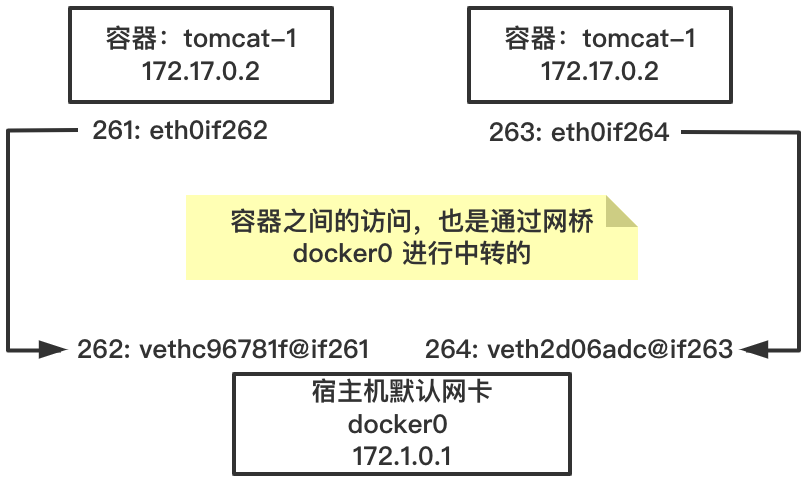 容器：tomcat-1
172.17.0.2
容器：tomcat-1
172.17.0.2
261: eth0if262
263: eth0if264
容器之间的访问，也是通过网桥
docker0 进行中转的
262: vethc96781f@if261
264: veth2d06adc@if263
宿主机默认网卡
docker0
172.1.0.1